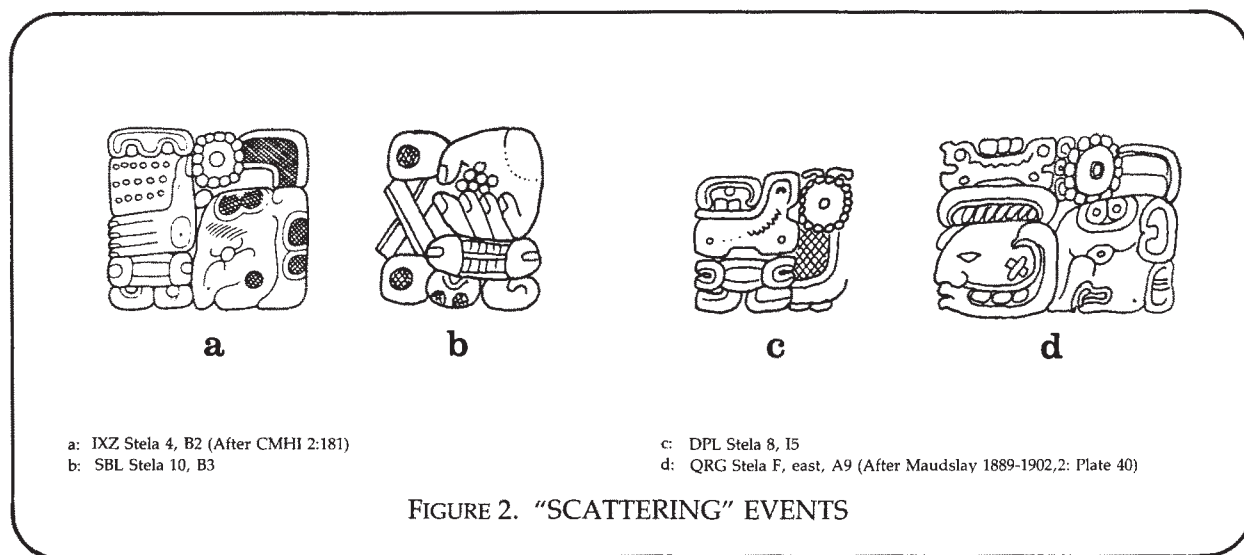 a
b
c
d
a: IXZ Stela 4, B2 (After CMHI 2:181)
b: SBL Stela 10, B3
c: DPL Stela 8, I5
d: QRG Stela F, east, A9 (After Maudslay 1889-1902,2: Plate 40)
FIGURE 2. “SCATTERING” EVENTS